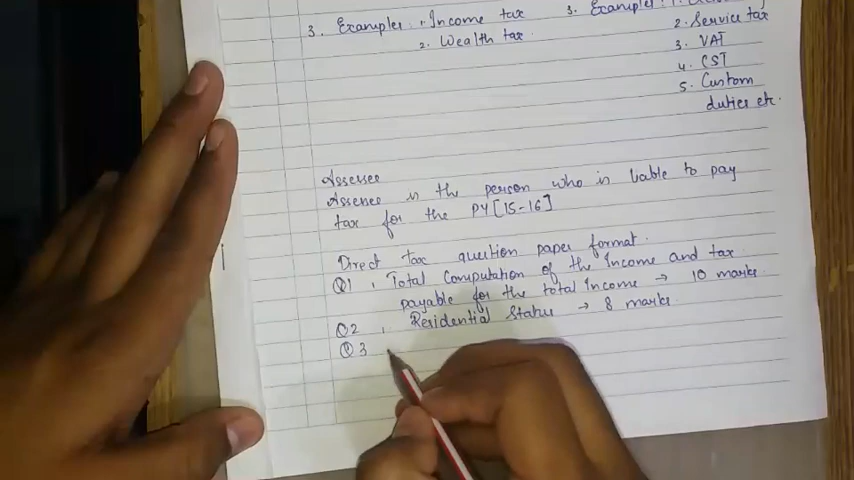 3. Examples: 1. Income tax
2. Wealth tax
3. Examples: 1.
2. Service tax
3. VAT
4. CST
5. Custom
duties etc.
Assessee
Assessee is the person who is liable to pay
tax for the PY[15-16]
Direct Tax question paper format.
Q1, Total Computation of the Income and tax
payable for the total Income → 10 marks.
Q2, Residential Status → 8 marks.
Q3